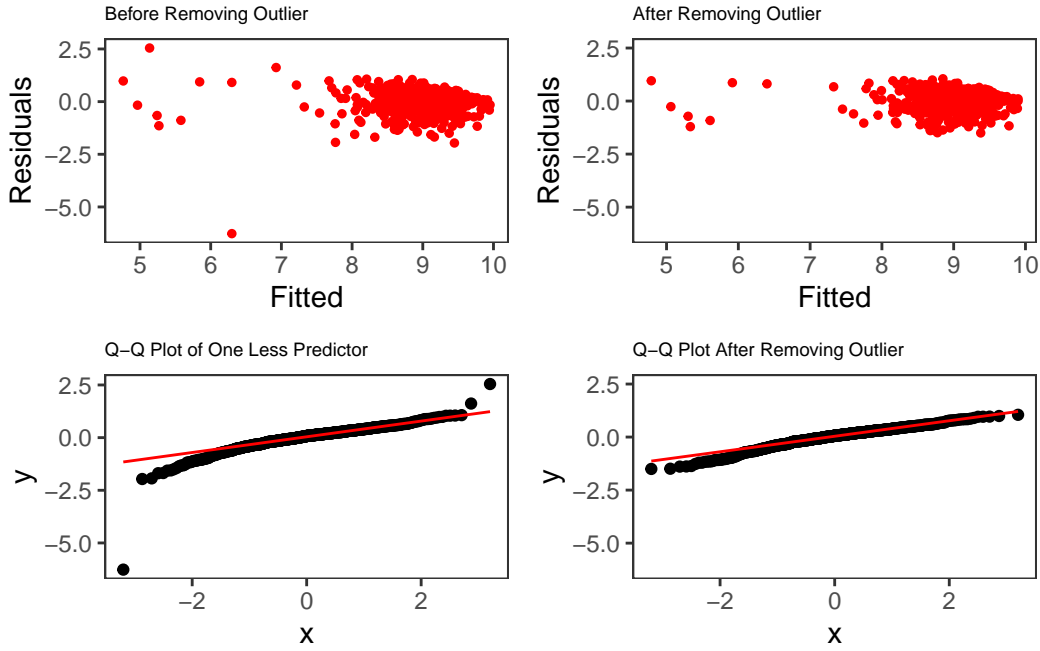 Before Removing Outlier
2.5
0.0
−2.5
−5.0
Residuals
5 6 7 8 9 10
Fitted
After Removing Outlier
2.5
0.0
−2.5
−5.0
Residuals
5 6 7 8 9 10
Fitted
Q−Q Plot of One Less Predictor
2.5
0.0
−2.5
−5.0
y
−2 0 2
x
Q−Q Plot After Removing Outlier
2.5
0.0
−2.5
−5.0
y
−2 0 2
x